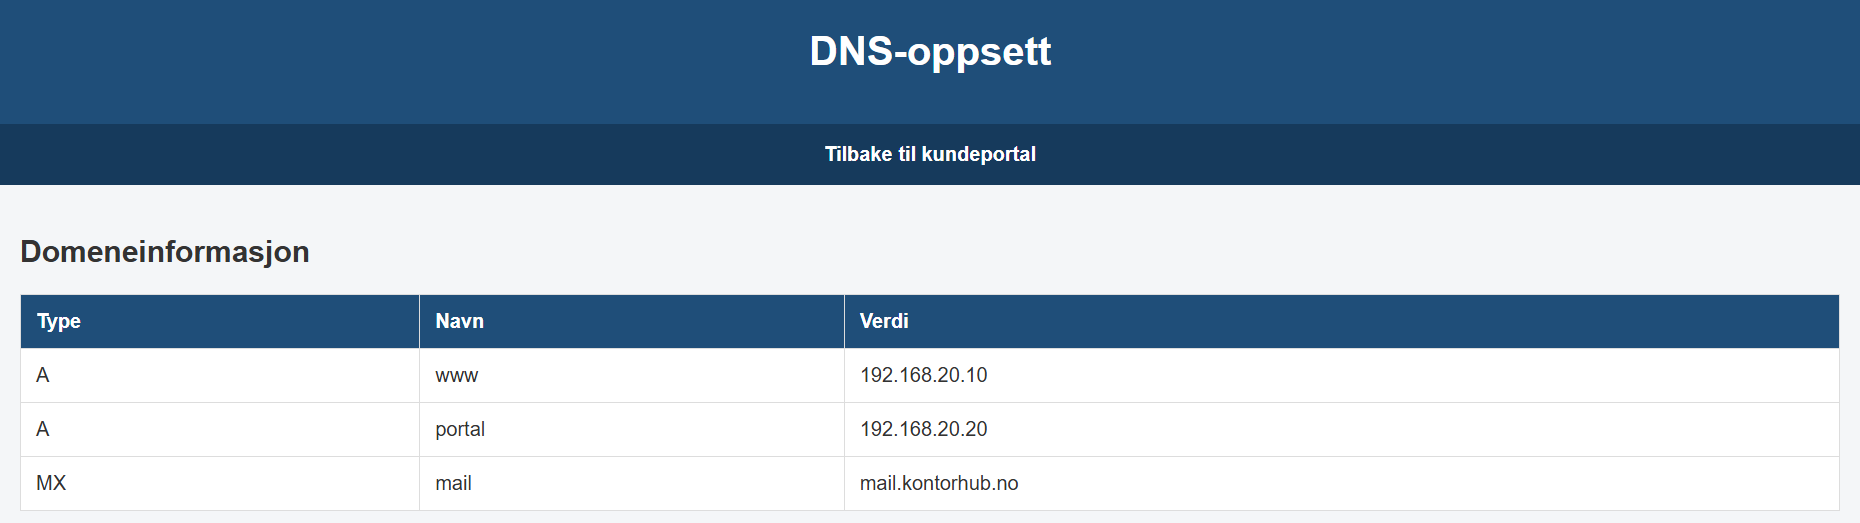 DNS-oppsett
Tilbake til kundeportal
Domeneinformasjon
Type Navn Verdi
A www 192.168.20.10
A portal 192.168.20.20
MX mail mail.kontorhub.no